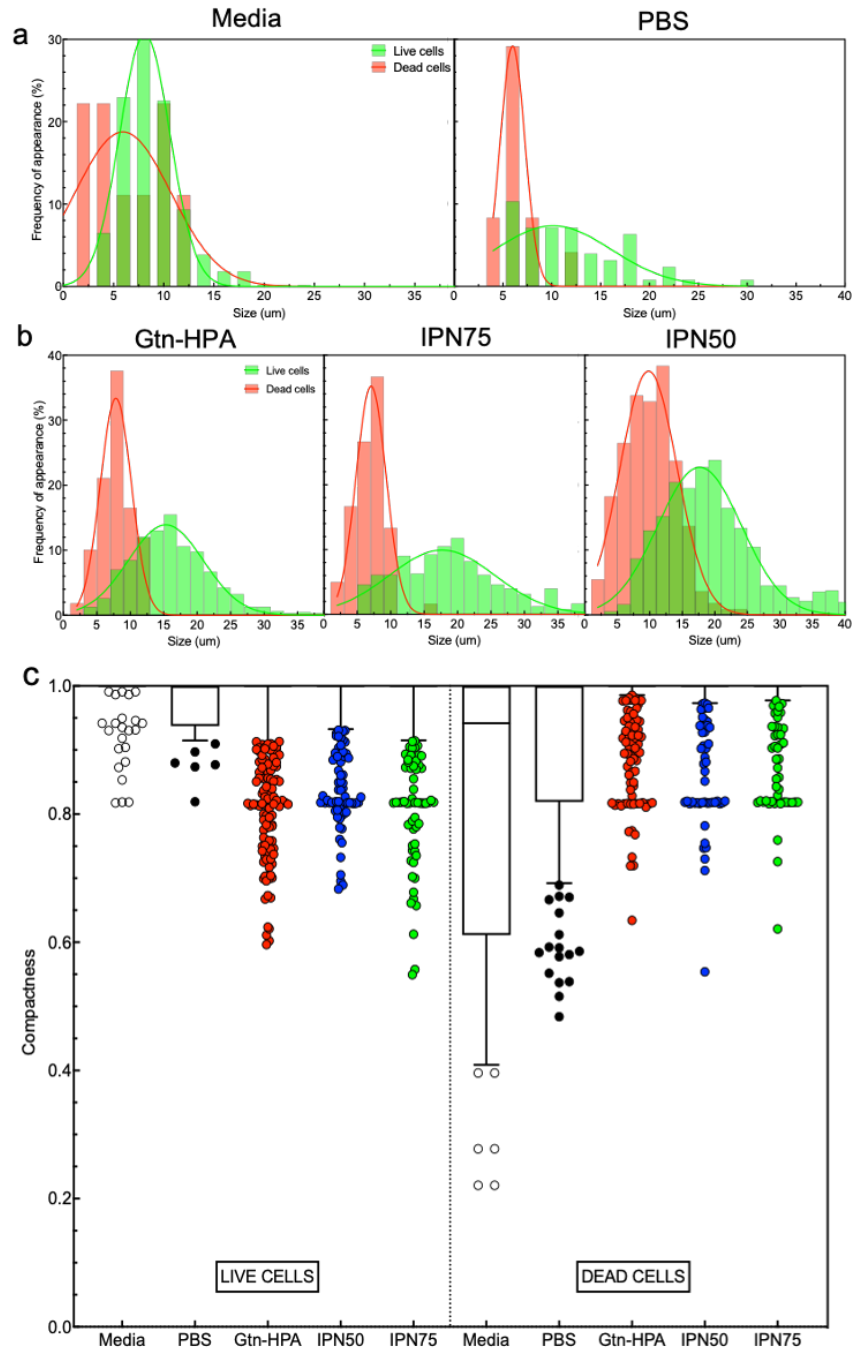 a
Media
PBS
Frequency of appearance (%)
30
20
10
0
Live cells
Dead cells
0 5 10 15 20 25 30 35
0 5 10 15 20 25 30 35 40
Size (um)
Size (um)
b
Gtn-HPA
IPN75
IPN50
Frequency of appearance (%)
40
30
20
10
0
Live cells
Dead cells
0 5 10 15 20 25 30 35
0 5 10 15 20 25 30 35
0 5 10 15 20 25 30 35 40
Size (um)
Size (um)
Size (um)
c
Compactness
1.0
0.8
0.6
0.4
0.2
0.0
LIVE CELLS
DEAD CELLS
Media PBS Gtn-HPA IPN50 IPN75 Media PBS Gtn-HPA IPN50 IPN75